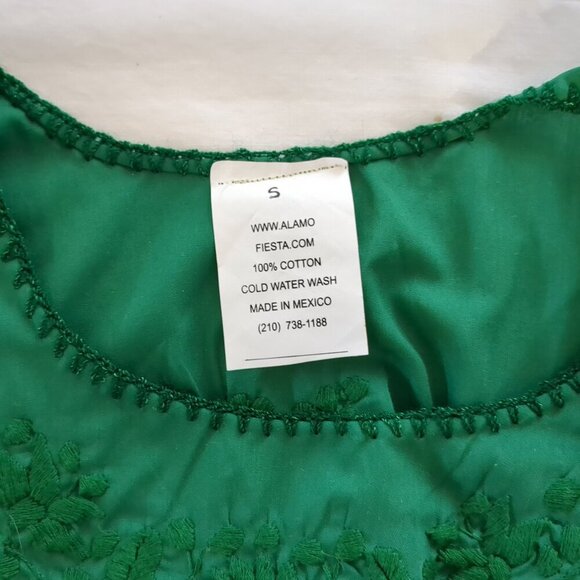 S
WWW.ALAMO
FIESTA.COM
100% COTTON
COLD WATER WASH
MADE IN MEXICO
(210) 738-1188